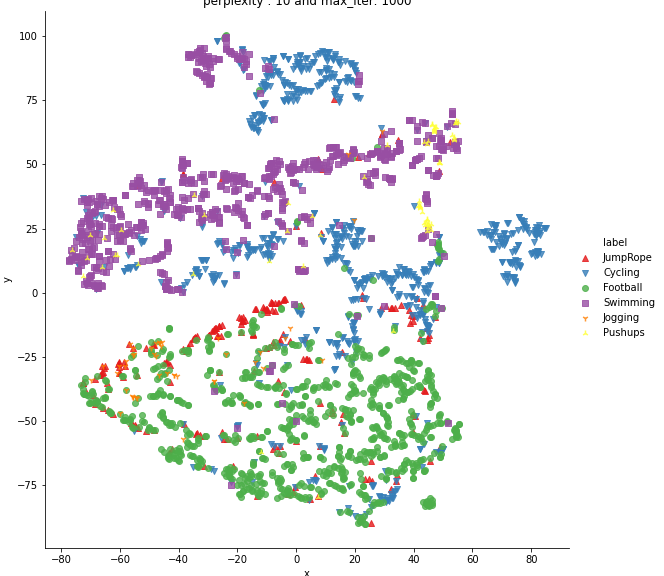 perplexity : 10 and max_iter: 1000
100
75
50
25
0
−25
−50
−75
y
−80
−60
−40
−20
0
20
40
60
80
x
label
JumpRope
Cycling
Football
Swimming
Jogging
Pushups